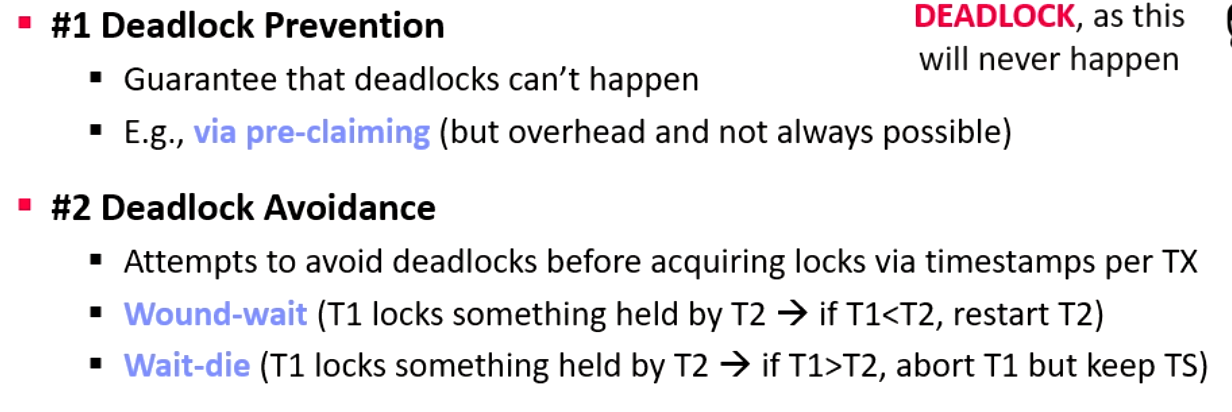 DEADLOCK, as this
will never happen
#1 Deadlock Prevention
Guarantee that deadlocks can't happen
E.g., via pre-claiming (but overhead and not always possible)
#2 Deadlock Avoidance
Attempts to avoid deadlocks before acquiring locks via timestamps per TX
Wound-wait (T1 locks something held by T2 → if T1<T2, restart T2)
Wait-die (T1 locks something held by T2 → if T1>T2, abort T1 but keep TS)